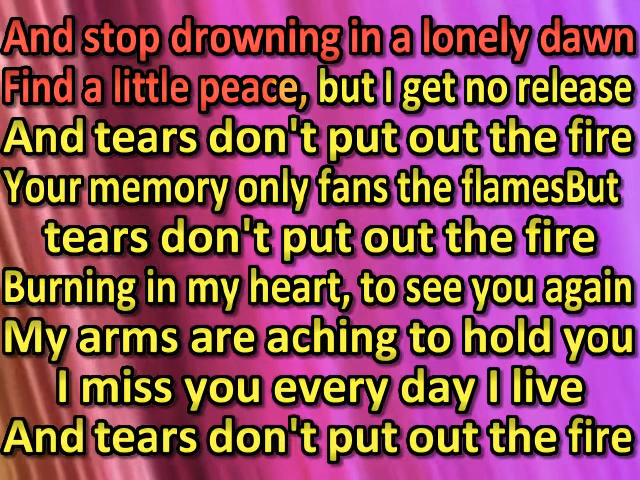 And stop drowning in a lonely dawn
Find a little peace, but I get no release
And tears don't put out the fire
Your memory only fans the flamesBut
tears don't put out the fire
Burning in my heart, to see you again
My arms are aching to hold you
I miss you every day I live
And tears don't put out the fire